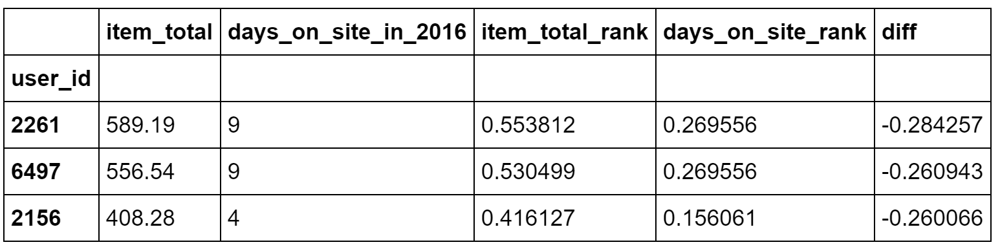 item_total days_on_site_in_2016 item_total_rank days_on_site_rank diff
user_id
2261 589.19 9 0.553812 0.269556 -0.284257
6497 556.54 9 0.530499 0.269556 -0.260943
2156 408.28 4 0.416127 0.156061 -0.260066